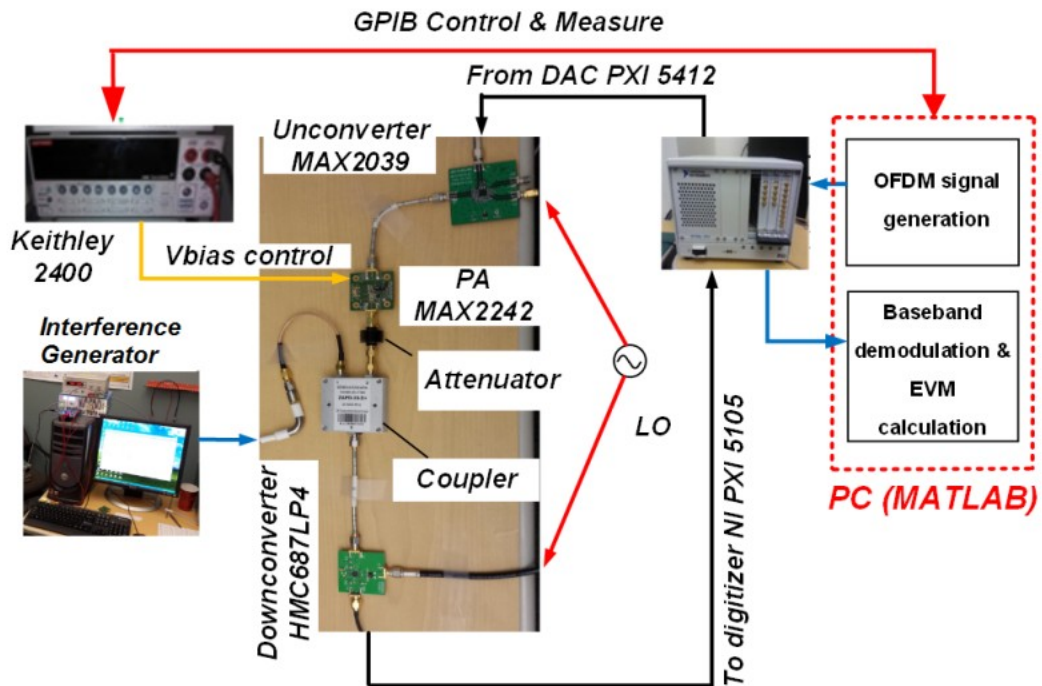 GPIB Control & Measure
From DAC PXI 5412
Unconverter
MAX2039
OFDM signal
generation
Keithley
2400
Vbias control
PA
MAX2242
Interference
Generator
Attenuator
Baseband
demodulation &
EVM
calculation
LO
Coupler
PC (MATLAB)
Downconverter
HMC687LP4
To digitizer NI PXI 5105